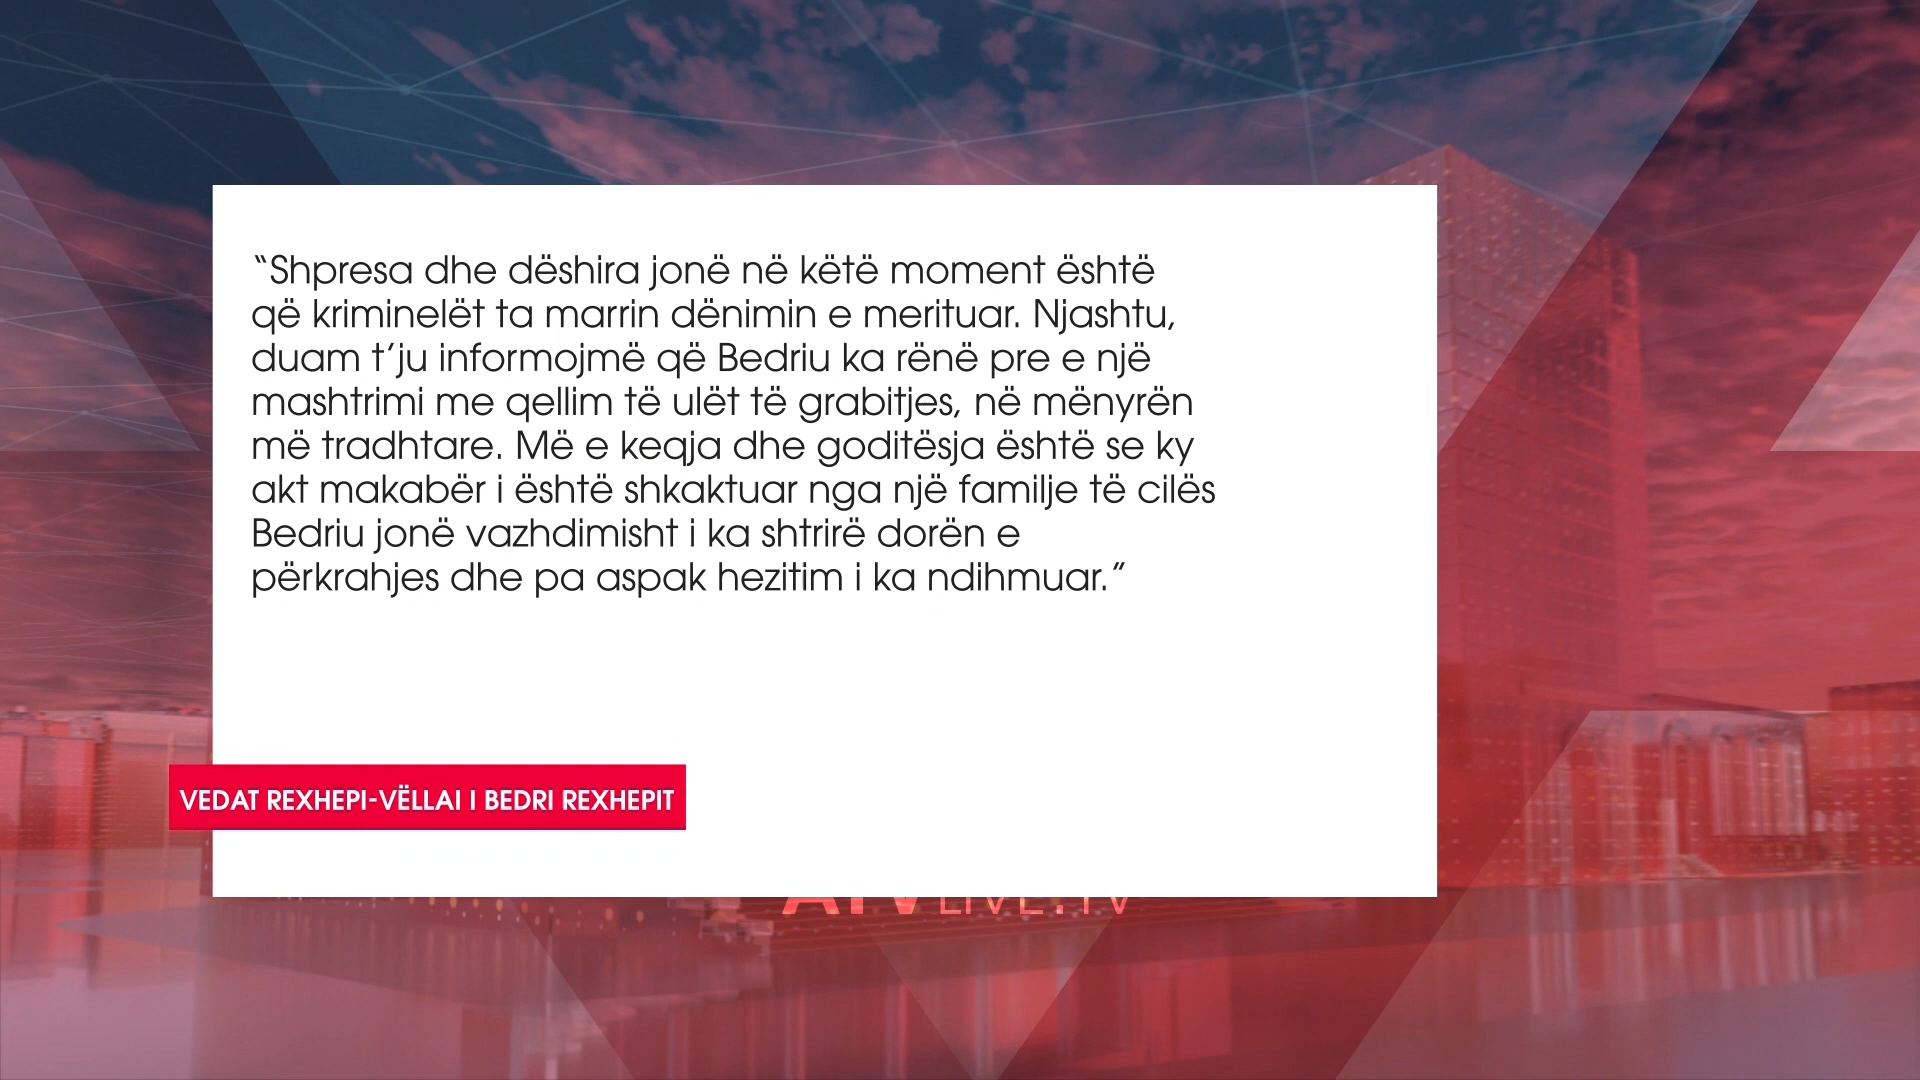 “Shpresa dhe dëshira jonë në këtë moment është
që kriminelët ta marrin dënimin e merituar. Njashtu,
duam t’ju informojmë që Bedriu ka rënë pre e një
mashtrimi me qellim të ulët të grabitjes, në mënyrën
më tradhtare. Më e keqja dhe goditësja është se ky
akt makabër i është shkaktuar nga një familje të cilës
Bedriu jonë vazhdimisht i ka shtrirë dorën e
përkrahjes dhe pa aspak hezitim i ka ndihmuar.”
VEDAT REXHEPI-VËLLAI I BEDRI REXHEPIT
LIVE.TV